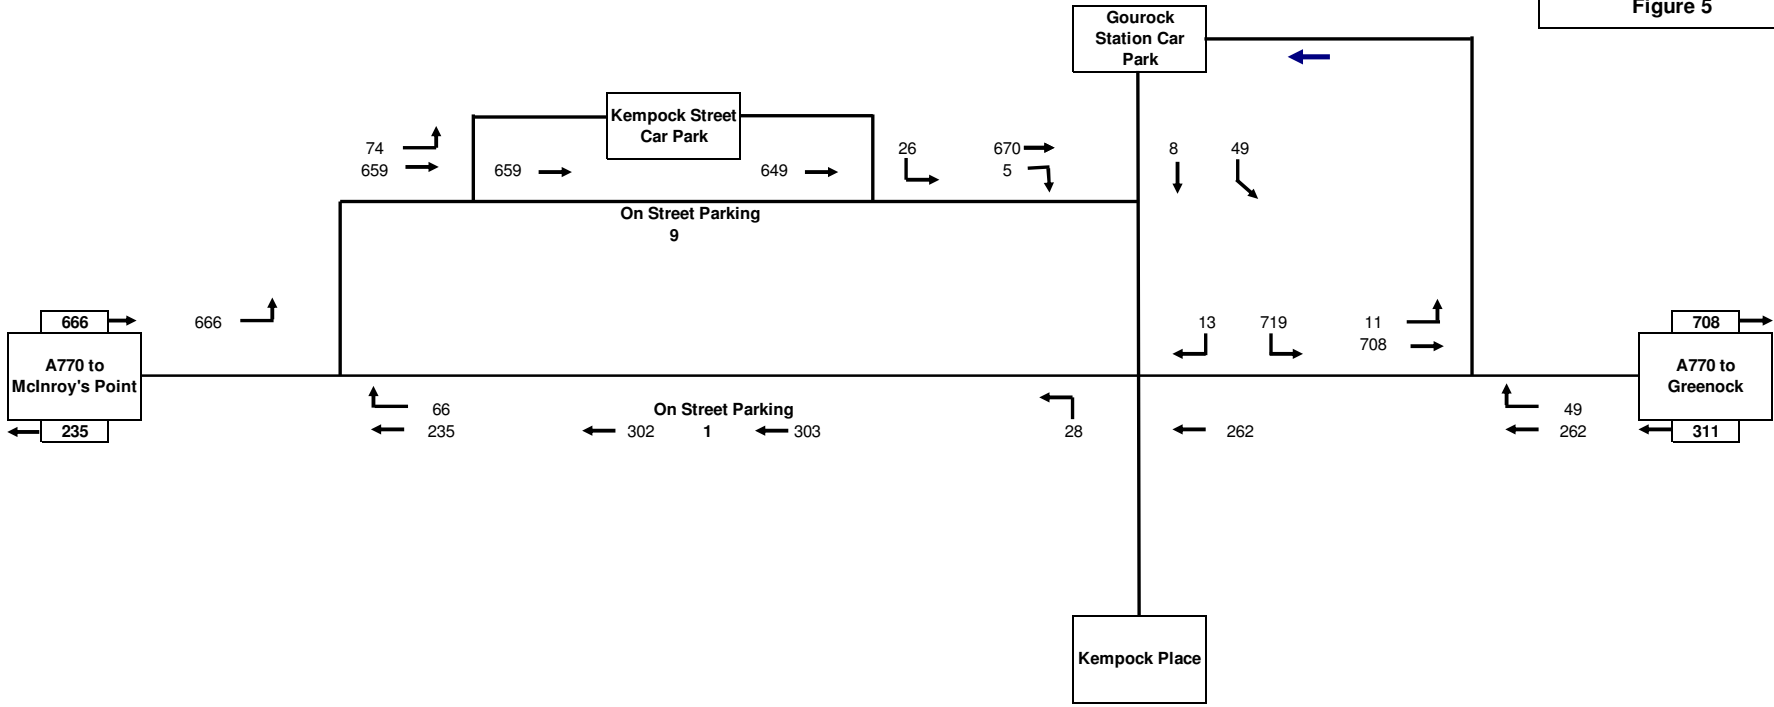 Figure 5
Gourock
Station Car
Park
Kempock Street
Car Park
74
659
659
649
26
670
5
8
49
On Street Parking
9
666
666
13
719
11
708
708
A770 to
McInroy's Point
A770 to
Greenock
235
66
235
On Street Parking
302
1
303
28
262
49
262
311
Kempock Place